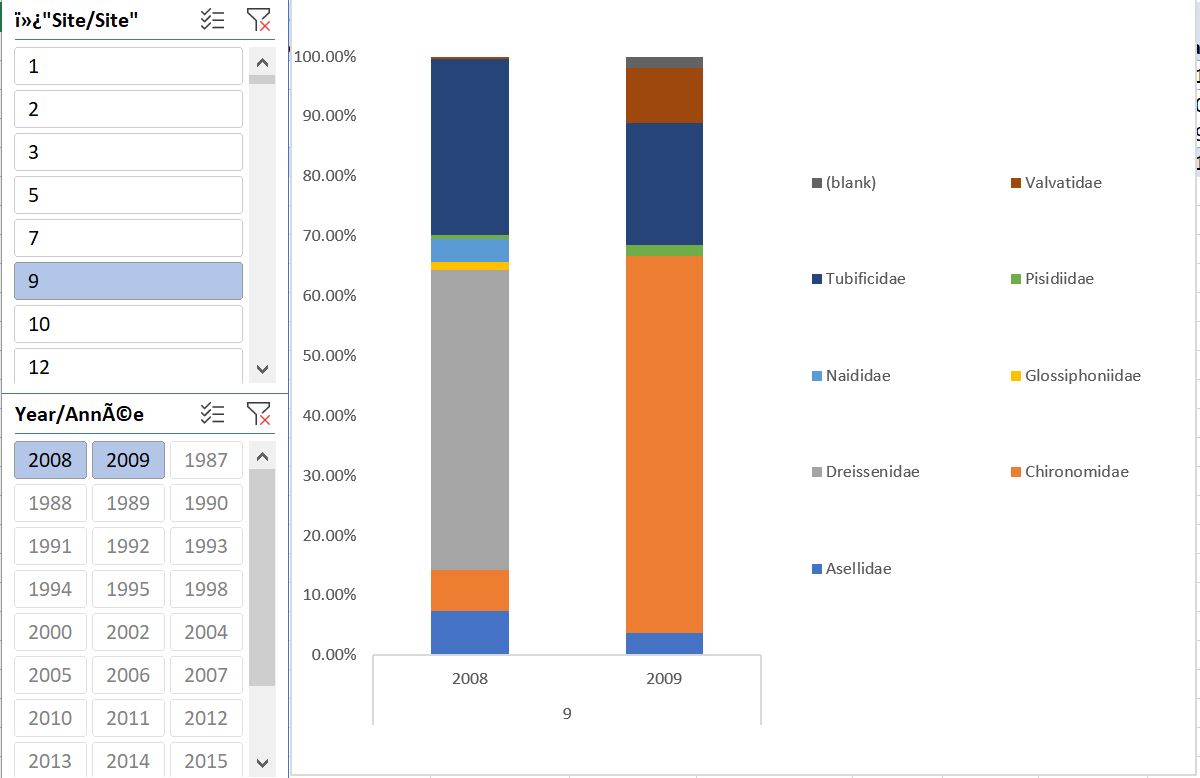 ï»¿"Site/Site"
1
2
3
5
7
9
10
12
Year/AnnÃ©e
2008 2009 1987
1988 1989 1990
1991 1992 1993
1994 1995 1998
2000 2002 2004
2005 2006 2007
2010 2011 2012
2013 2014 2015
100.00%
90.00%
80.00%
70.00%
60.00%
50.00%
40.00%
30.00%
20.00%
10.00%
0.00%
2008 2009
9
(blank) Valvatidae
Tubificidae Pisidiidae
Naididae Glossiphoniidae
Dreissenidae Chironomidae
Asellidae